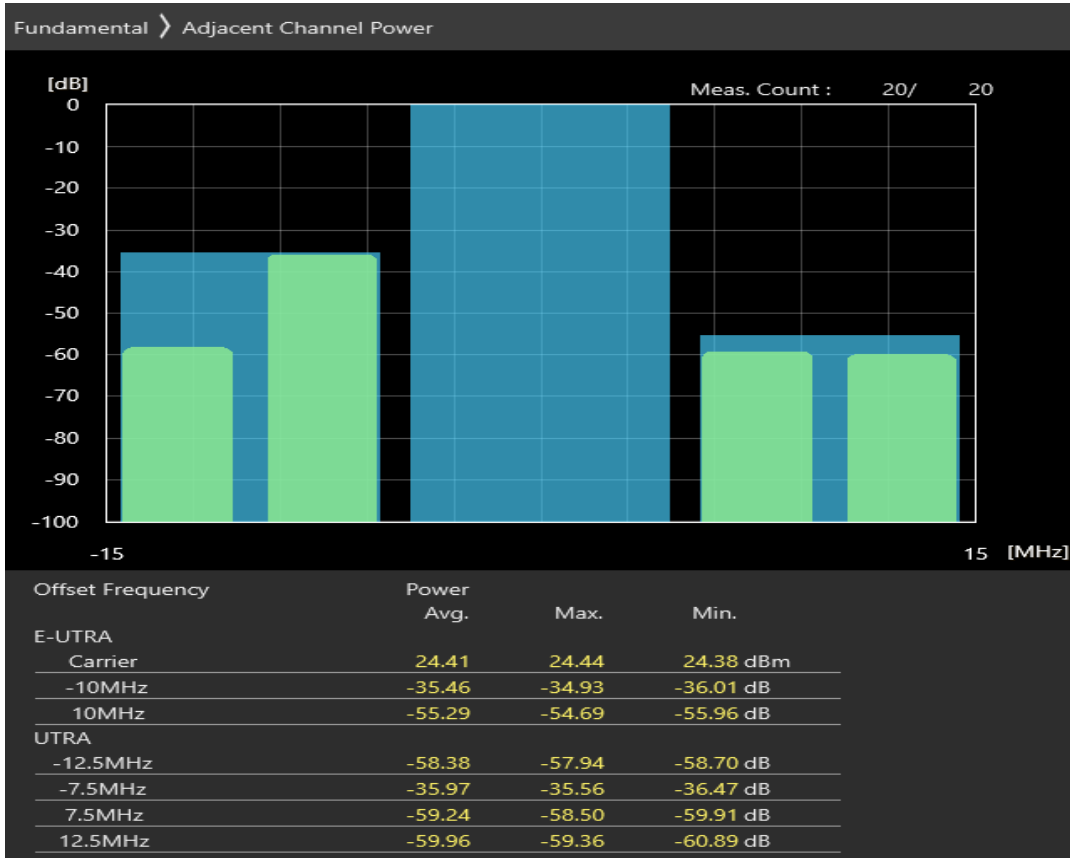 Fundamental ❯ Adjacent Channel Power
[dB]
Meas. Count : 20/ 20
0
-10
-20
-30
-40
-50
-60
-70
-80
-90
-100
-15 15 [MHz]
Offset Frequency Power
Avg. Max. Min.
E-UTRA
Carrier 24.41 24.44 24.38 dBm
-10MHz -35.46 -34.93 -36.01 dB
10MHz -55.29 -54.69 -55.96 dB
UTRA
-12.5MHz -58.38 -57.94 -58.70 dB
-7.5MHz -35.97 -35.56 -36.47 dB
7.5MHz -59.24 -58.50 -59.91 dB
12.5MHz -59.96 -59.36 -60.89 dB